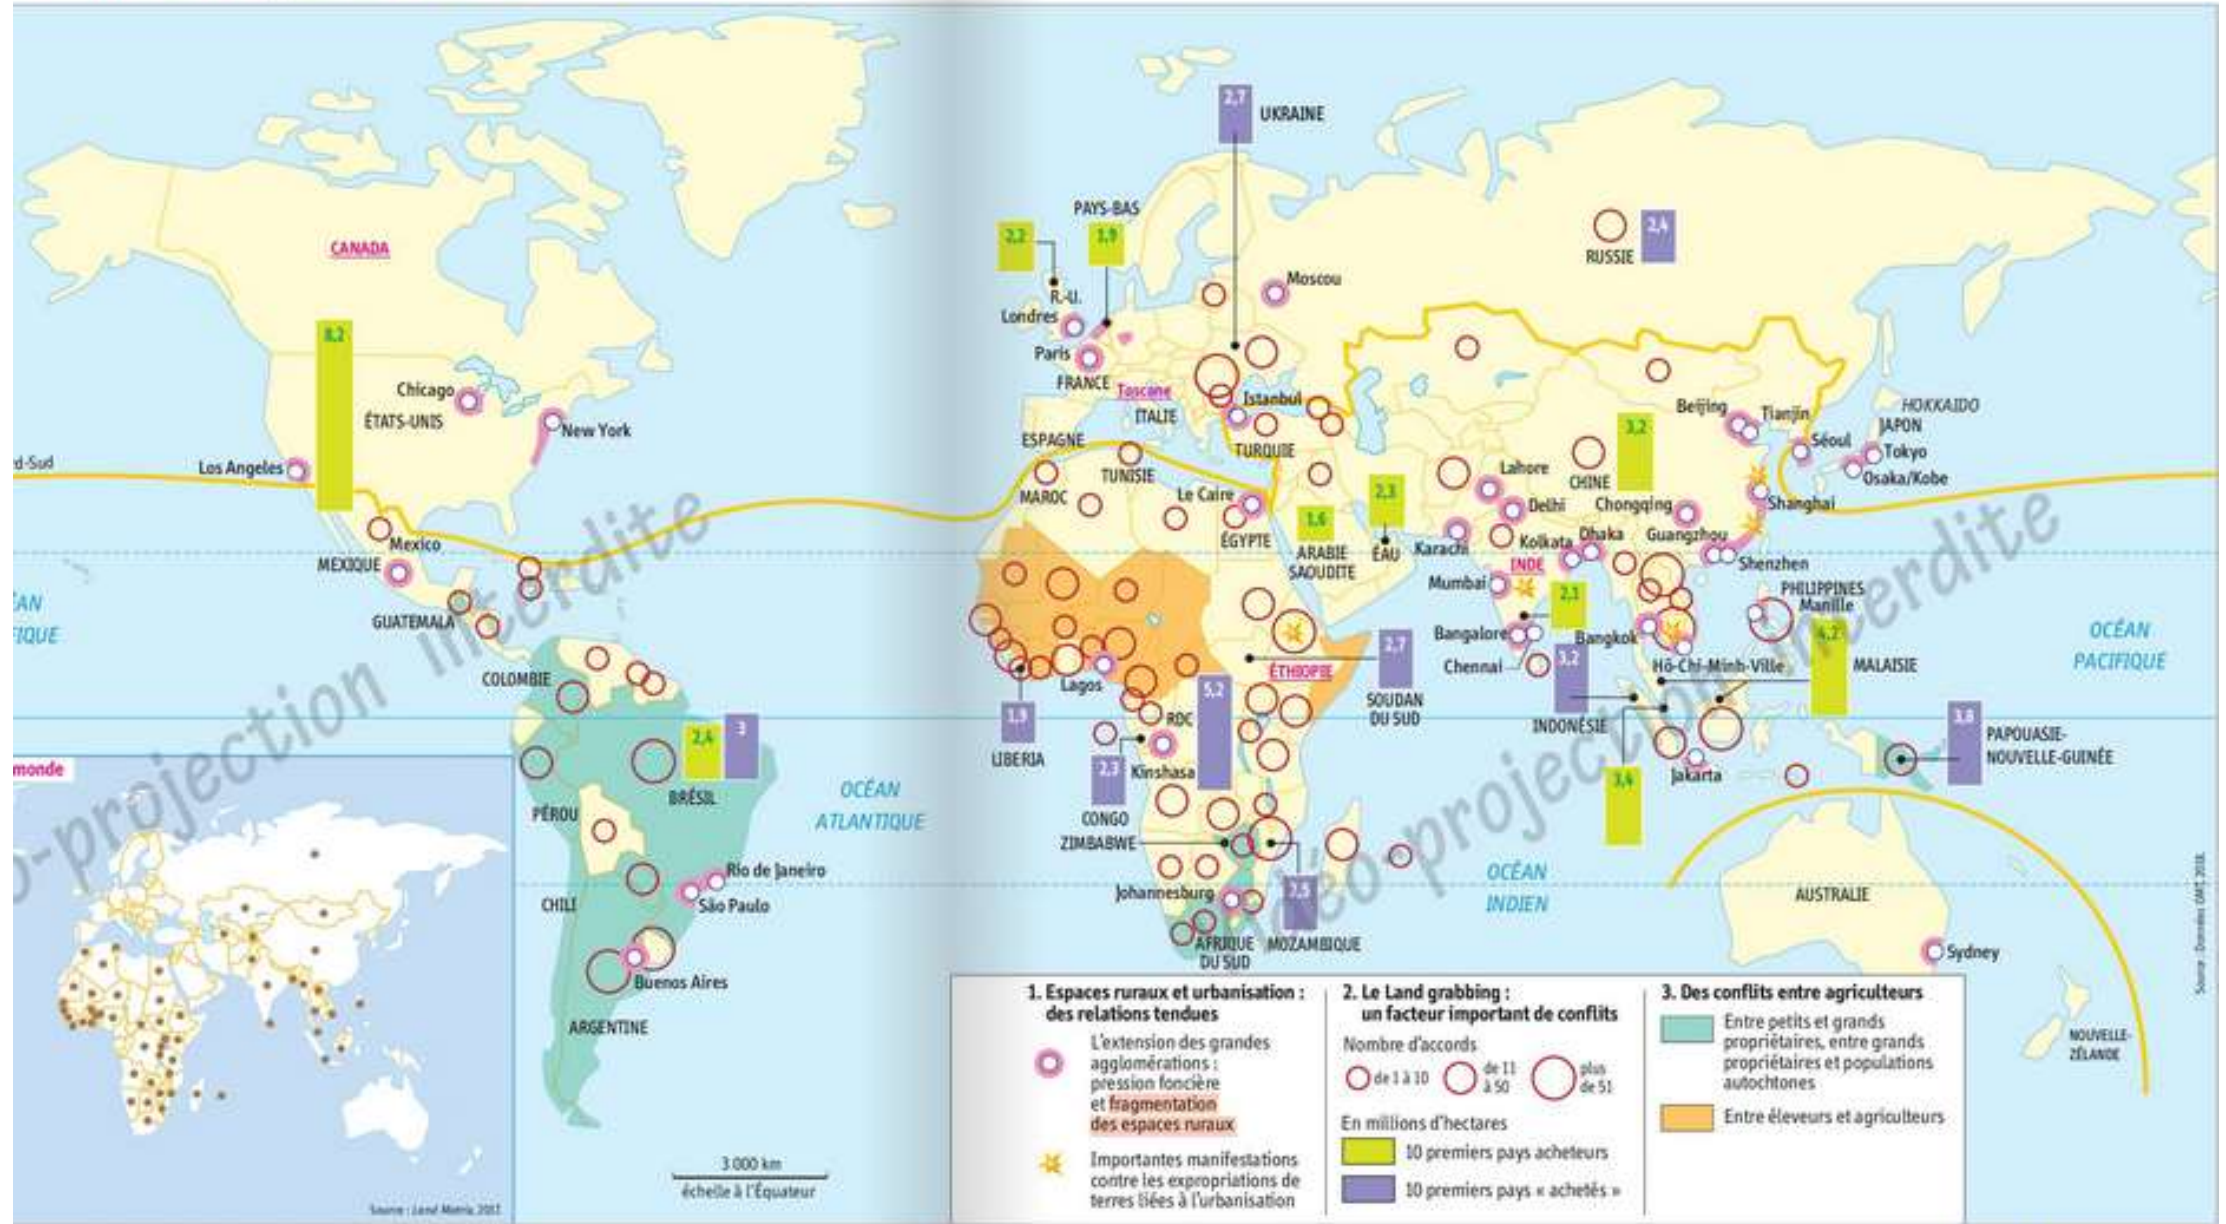 CANADA
8,2
Chicago
ÉTATS-UNIS
New York
Los Angeles
d-Sud
Mexico
MEXIQUE
GUATEMALA
COLOMBIE
2,4
3
BRÉSIL
PÉROU
CHILI
Rio de Janeiro
São Paulo
Buenos Aires
ARGENTINE
ÉAN
IFIQUE
OCÉAN
ATLANTIQUE
monde
Source : Land Matrix 2017.
3 000 km
échelle à l'Équateur
o-projection interdite
2,7
UKRAINE
PAYS-BAS
2,2
1,9
R.-U.
Londres
Paris
FRANCE
Moscou
RUSSIE
2,4
Toscane
ITALIE
Istanbul
TURQUIE
ESPAGNE
TUNISIE
MAROC
Le Caire
ÉGYPTE
1,6
ARABIE
SAOUDITE
2,3
ÉAU
Karachi
Lahore
Delhi
CHINE
3,2
Chongqing
Beijing
Tianjin
Séoul
HOKKAIDO
JAPON
Tokyo
Osaka/Kobe
Shanghai
Guangzhou
Shenzhen
Kolkata
Dhaka
INDE
Mumbai
2,1
Bangalore
Chennai
Bangkok
Hô-Chi-Minh-Ville
PHILIPPINES
Manille
4,2
MALAISIE
3,2
INDONÉSIE
Jakarta
3,4
3,8
PAPOUASIE-
NOUVELLE-GUINÉE
OCÉAN
PACIFIQUE
ÉTHIOPIE
2,7
SOUDAN
DU SUD
Lagos
1,9
LIBERIA
RDC
5,2
Kinshasa
2,3
CONGO
ZIMBABWE
Johannesburg
AFRIQUE
DU SUD
2,5
MOZAMBIQUE
OCÉAN
INDIEN
AUSTRALIE
Sydney
NOUVELLE-
ZÉLANDE
déo-projection interdite
1. Espaces ruraux et urbanisation :
des relations tendues
L'extension des grandes
agglomérations :
pression foncière
et fragmentation
des espaces ruraux
Importantes manifestations
contre les expropriations de
terres liées à l'urbanisation
2. Le Land grabbing :
un facteur important de conflits
Nombre d'accords
de 1 à 10
de 11
à 50
plus
de 51
En millions d'hectares
10 premiers pays acheteurs
10 premiers pays « achetés »
3. Des conflits entre agriculteurs
Entre petits et grands
propriétaires, entre grands
propriétaires et populations
autochtones
Entre éleveurs et agriculteurs